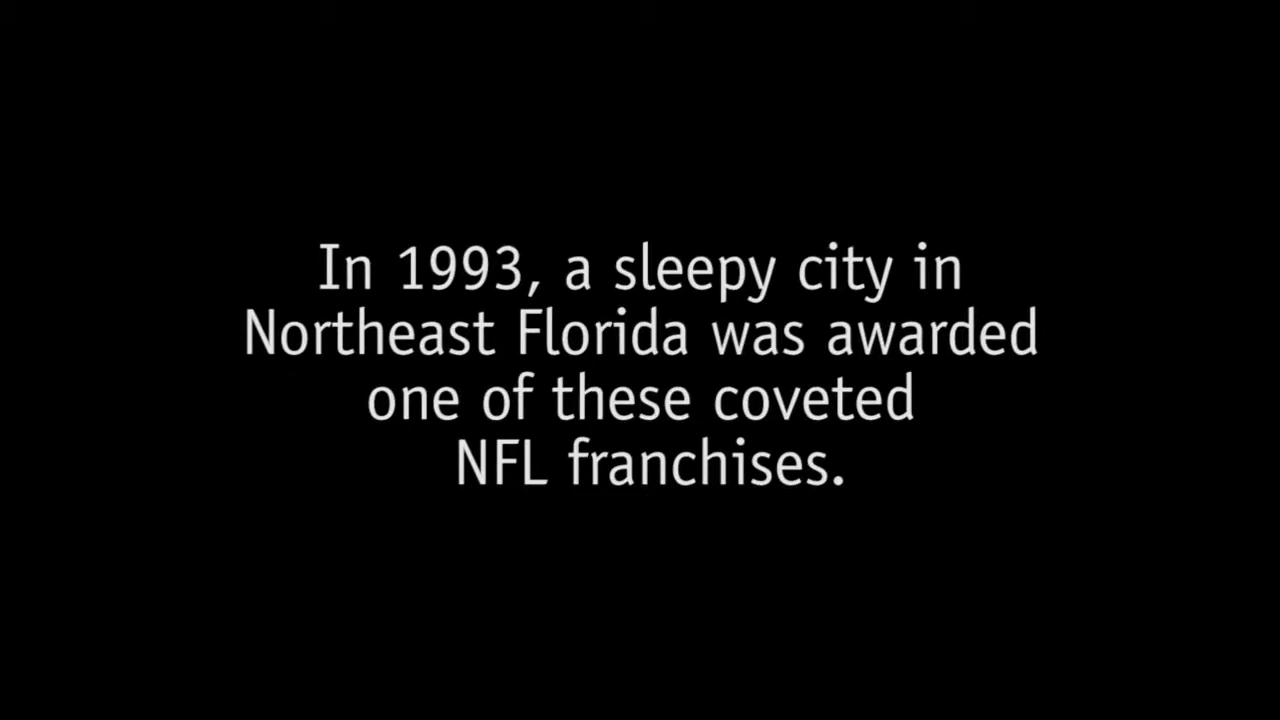 In 1993, a sleepy city in
Northeast Florida was awarded
one of these coveted
NFL franchises.